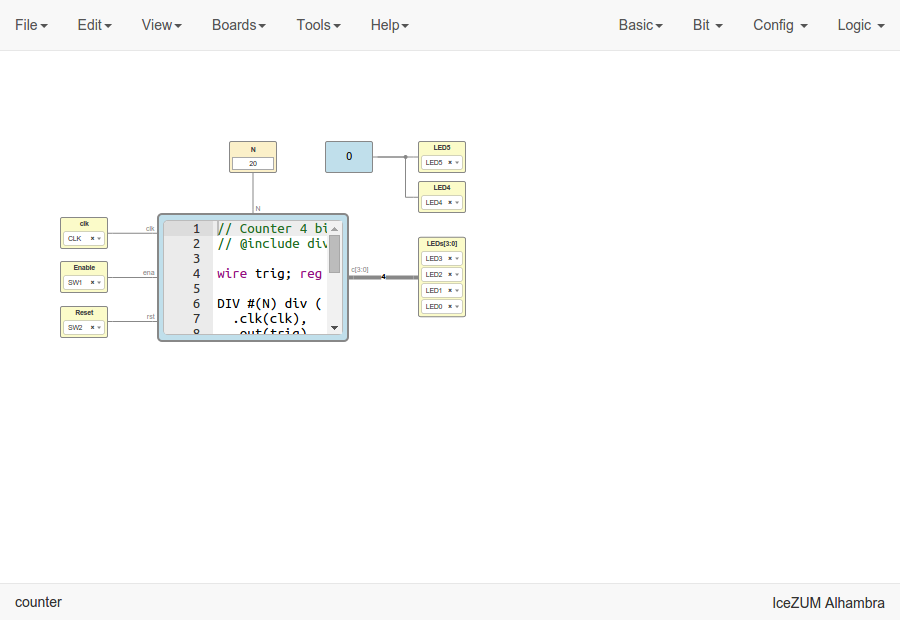 File Edit View Boards Tools Help Basic Bit Config Logic
N
20
N
0
LED5
LED5
LED4
LED4
clk
CLK
clk
Enable
SW1
ena
Reset
SW2
rst
1 // Counter 4 bi
2 // @include div
3
4 wire trig; reg
5
6 DIV #(N) div (
7 .clk(clk),
8 .out(trig)
c[3:0]
4
LEDs[3:0]
LED3
LED2
LED1
LED0
counter
IceZUM Alhambra